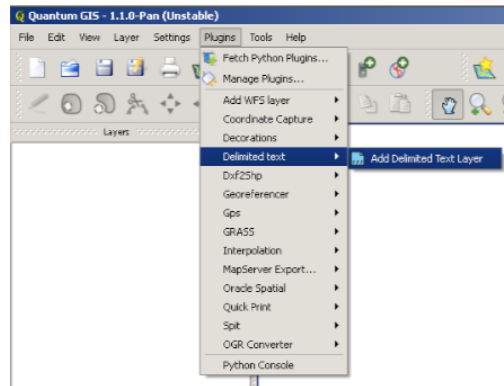 Quantum GIS - 1.1.0-Pan (Unstable)
File Edit View Layer Settings Plugins Tools Help
Fetch Python Plugins...
Manage Plugins...
Layers
Add WFS layer
Coordinate Capture
Decorations
Delimited text
Add Delimited Text Layer
Dxf2Shp
Georeferencer
Gps
GRASS
Interpolation
MapServer Export...
Oracle Spatial
Quick Print
Spit
OGR Converter
Python Console